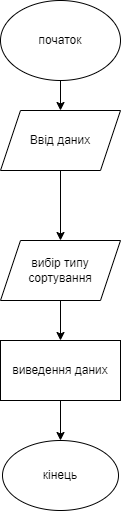 початок
Ввід даних
вибір типу
сортування
виведення даних
кінець